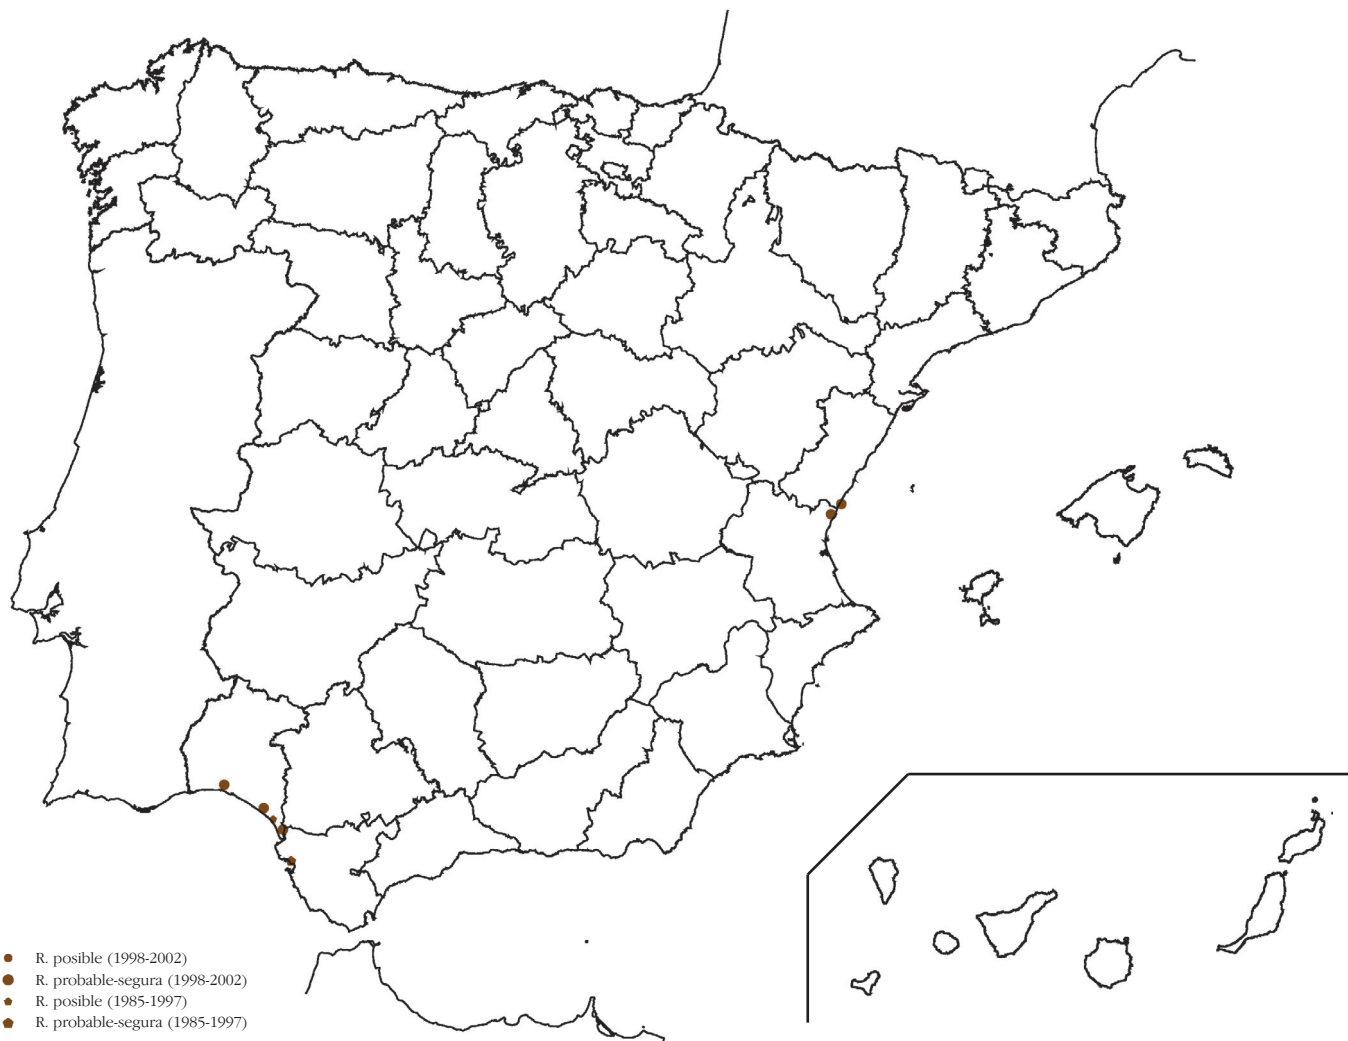 R. posible (1998-2002)
R. probable-segura (1998-2002)
R. posible (1985-1997)
R. probable-segura (1985-1997)